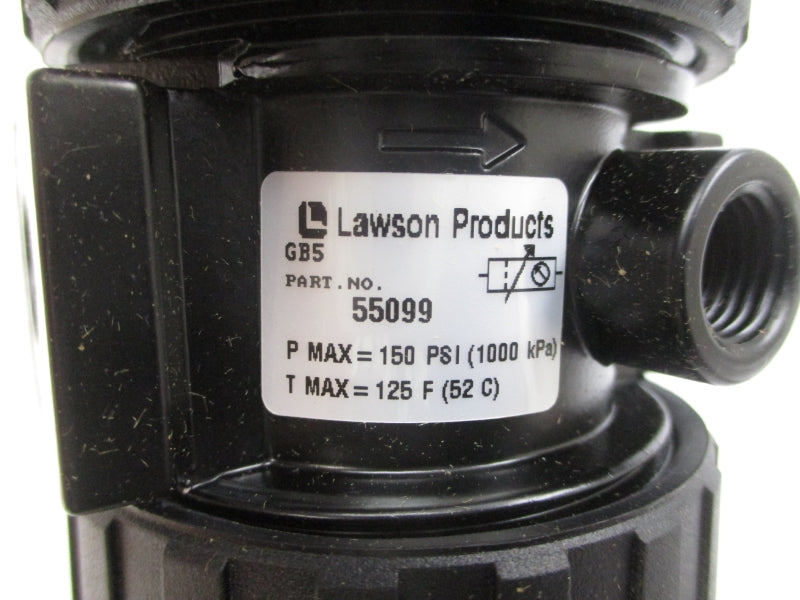 L Lawson Products
GB5
PART.NO.
55099
P MAX = 150 PSI (1000 kPa)
T MAX = 125 F (52 C)